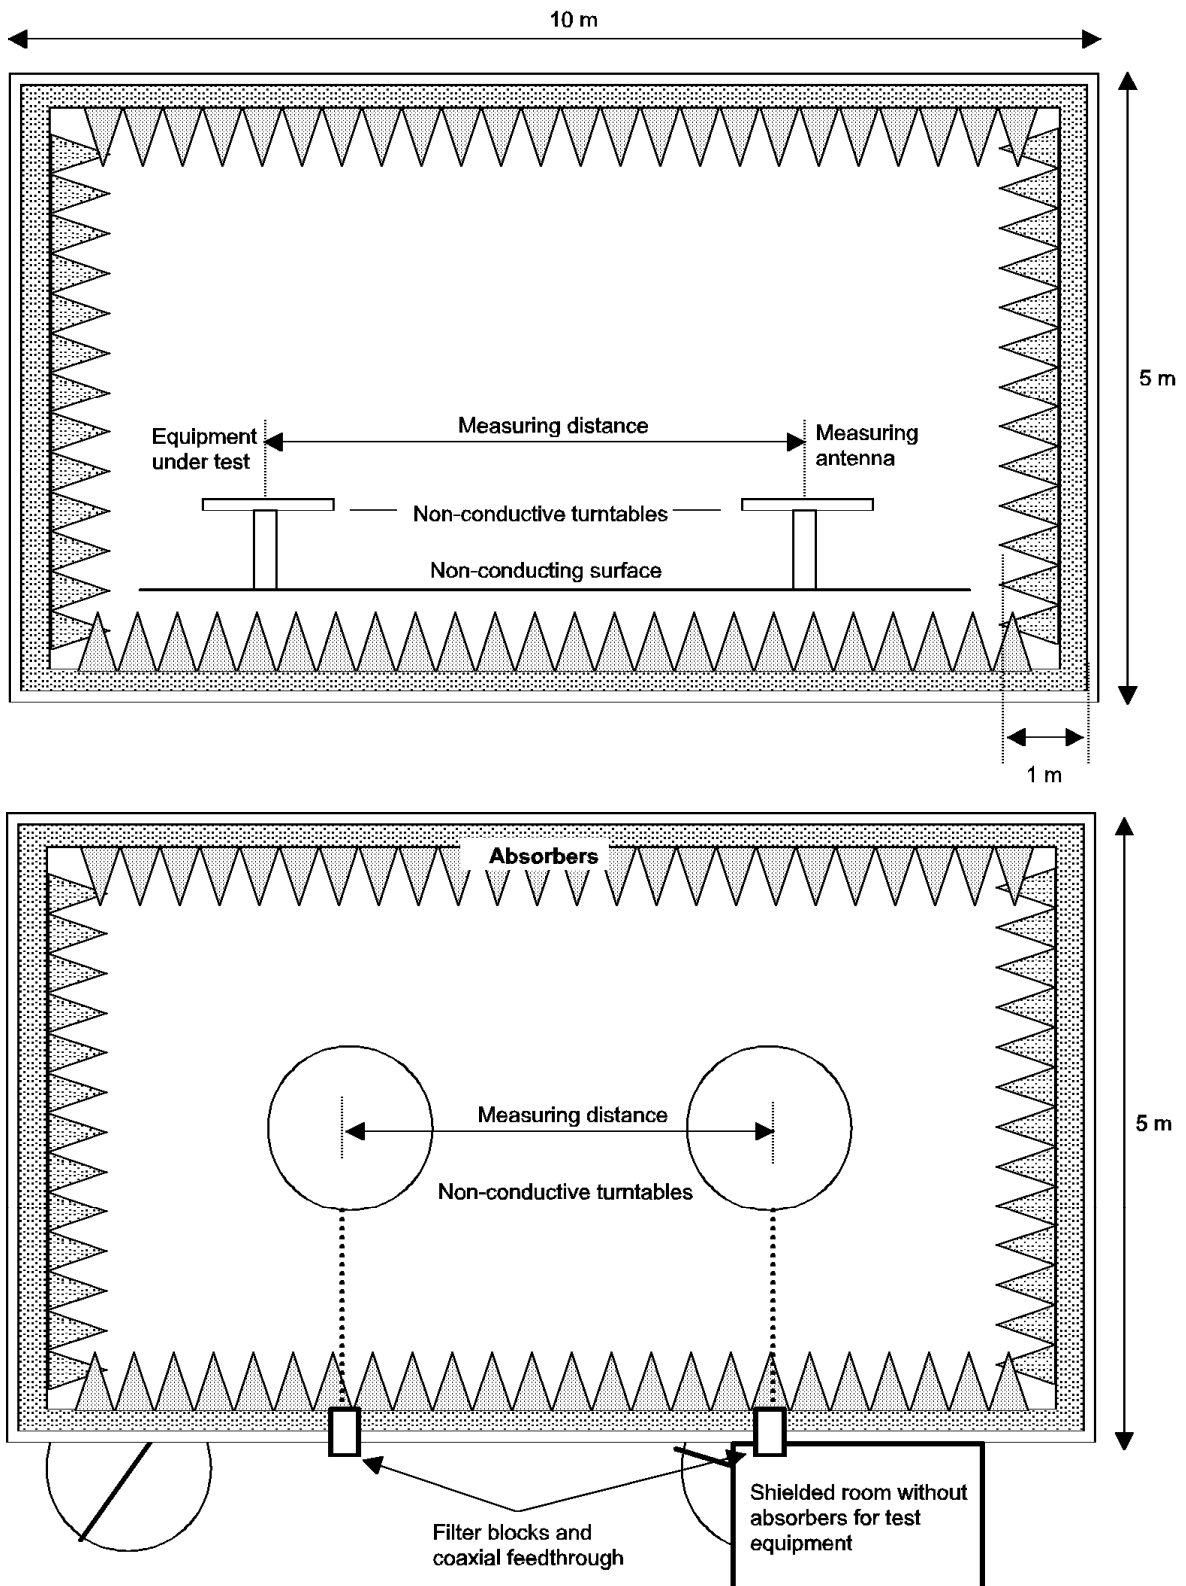 10 m
5 m
Equipment
under test
Measuring distance
Measuring
antenna
Non-conductive turntables
Non-conducting surface
1 m
Absorbers
5 m
Measuring distance
Non-conductive turntables
Filter blocks and
coaxial feedthrough
Shielded room without
absorbers for test
equipment